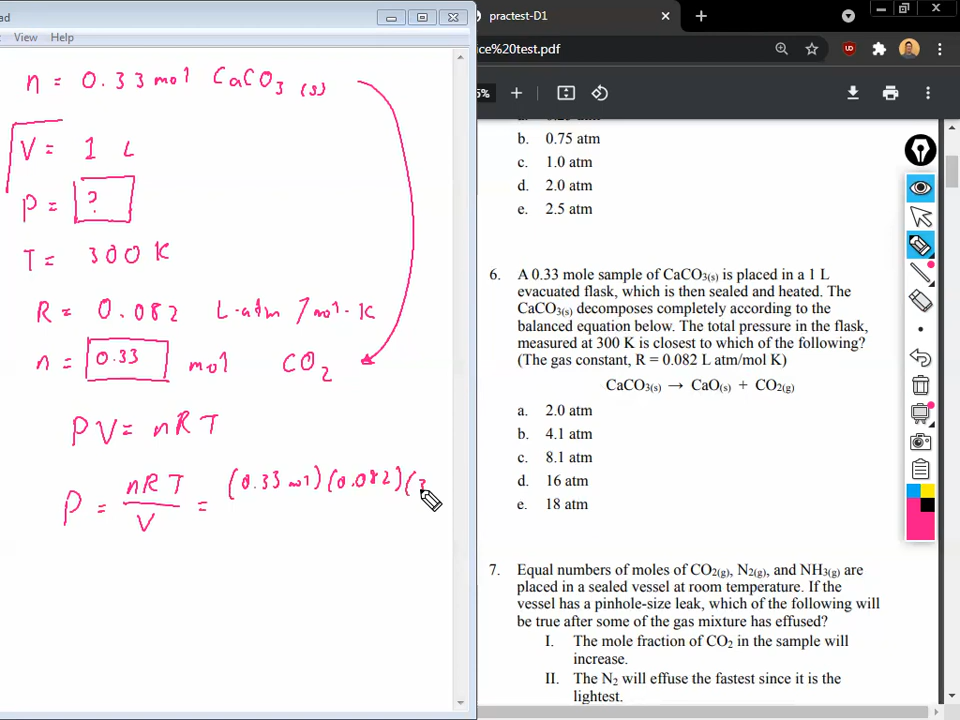 ad
View Help
n = 0.33 mol CaCO3 (s)
V = 1 L
P = ?
T = 300 K
R = 0.082 L·atm / mol·K
n = 0.33 mol CO2
PV = nRT
P = nRT / V = (0.33 mol)(0.082)(3
practest-D1
ice%20test.pdf
5%
b. 0.75 atm
c. 1.0 atm
d. 2.0 atm
e. 2.5 atm
6. A 0.33 mole sample of CaCO3(s) is placed in a 1 L
evacuated flask, which is then sealed and heated. The
CaCO3(s) decomposes completely according to the
balanced equation below. The total pressure in the flask,
measured at 300 K is closest to which of the following?
(The gas constant, R = 0.082 L atm/mol K)
CaCO3(s) → CaO(s) + CO2(g)
a. 2.0 atm
b. 4.1 atm
c. 8.1 atm
d. 16 atm
e. 18 atm
7. Equal numbers of moles of CO2(g), N2(g), and NH3(g) are
placed in a sealed vessel at room temperature. If the
vessel has a pinhole-size leak, which of the following will
be true after some of the gas mixture has effused?
I. The mole fraction of CO2 in the sample will
increase.
II. The N2 will effuse the fastest since it is the
lightest.